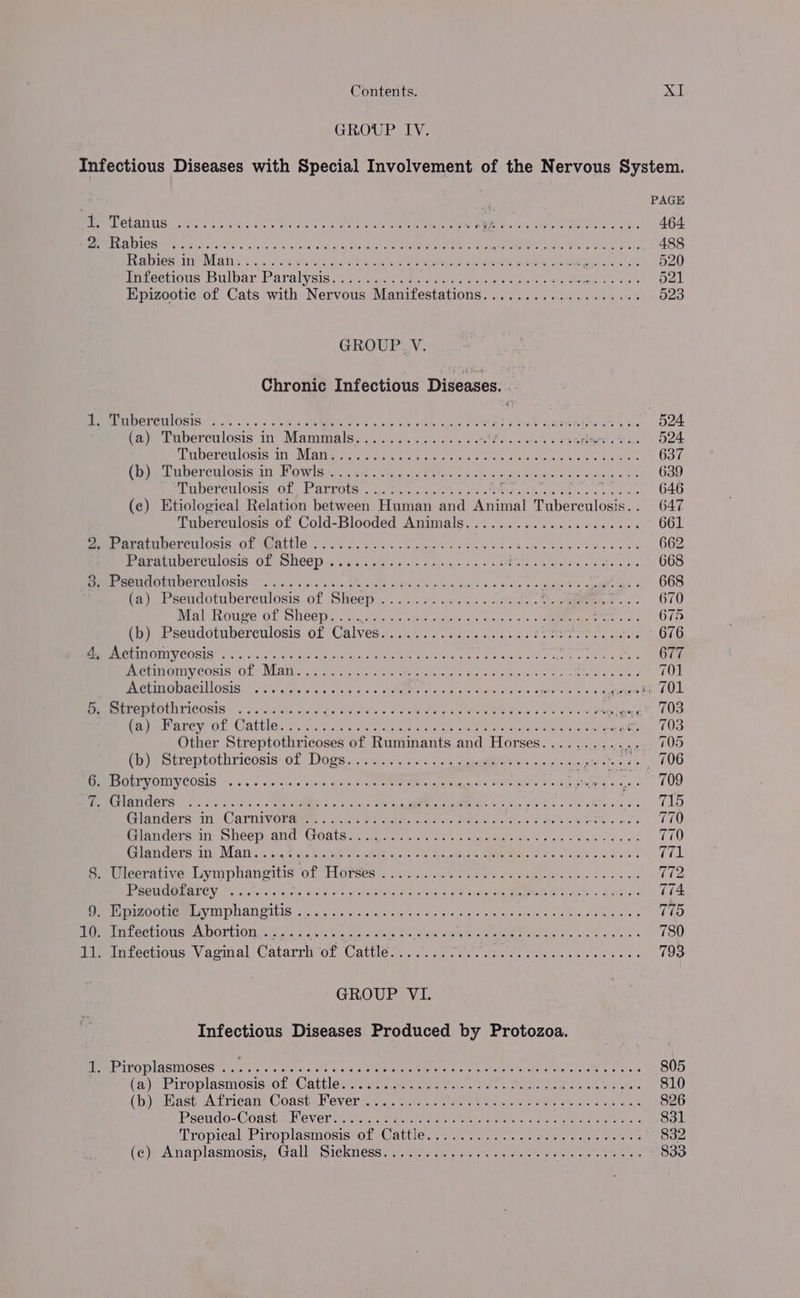 Contents. XI
GROUP IV.
Infectious Diseases with Special Involvement of the Nervous System.
PAGE
1. Tetanus ........ 464
2. Rabies ........ 488
Rabies in Man ........ 520
Infectious Bulbar Paralysis ........ 521
Epizootic of Cats with Nervous Manifestations ........ 523
GROUP V.
Chronic Infectious Diseases.
1. Tuberculosis ........ 524
(a) Tuberculosis in Mammals ........ 524
Tuberculosis in Man ........ 637
(b) Tuberculosis in Fowls ........ 639
Tuberculosis of Parrots ........ 646
(c) Etiological Relation between Human and Animal Tuberculosis.. 647
Tuberculosis of Cold-Blooded Animals ........ 661
2. Paratuberculosis of Cattle ........ 662
Paratuberculosis of Sheep ........ 668
3. Pseudotuberculosis ........ 668
(a) Pseudotuberculosis of Sheep ........ 670
Mal Rouge of Sheep ........ 675
(b) Pseudotuberculosis of Calves ........ 676
4. Actinomycosis ........ 677
Actinomycosis of Man ........ 701
Actinobacillosis ........ 701
5. Streptothricosis ........ 703
(a) Farcy of Cattle ........ 703
Other Streptothricoses of Ruminants and Horses ........ 705
(b) Streptothricosis of Dogs ........ 706
6. Botryomycosis ........ 709
7. Glanders ........ 715
Glanders in Carnivora ........ 770
Glanders in Sheep and Goats ........ 770
Glanders in Man ........ 771
8. Ulcerative Lymphangitis of Horses ........ 772
Pseudofarcy ........ 774
9. Epizootic Lymphangitis ........ 775
10. Infectious Abortion ........ 780
11. Infectious Vaginal Catarrh of Cattle ........ 793
GROUP VI.
Infectious Diseases Produced by Protozoa.
1. Piroplasmoses ........ 805
(a) Piroplasmosis of Cattle ........ 810
(b) East African Coast Fever ........ 826
Pseudo-Coast Fever ........ 831
Tropical Piroplasmosis of Cattle ........ 832
(c) Anaplasmosis, Gall Sickness ........ 833